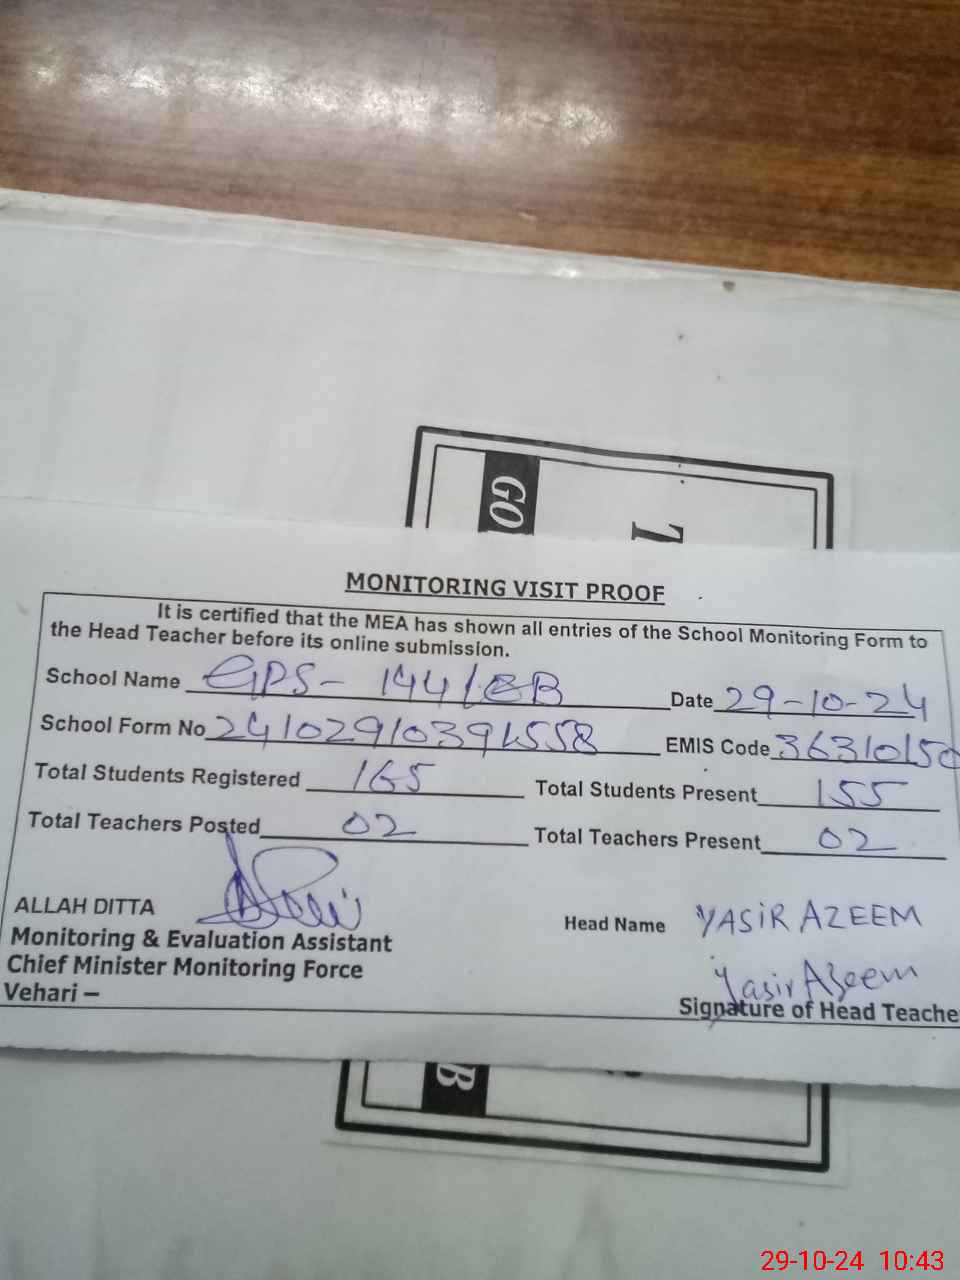 GO
1
MONITORING VISIT PROOF
It is certified that the MEA has shown all entries of the School Monitoring Form to
the Head Teacher before its online submission.
School Name GPS- 144/EB Date 29-10-24
School Form No EMIS Code 36310150
Total Students Registered 165 Total Students Present 155
Total Teachers Posted 02 Total Teachers Present 02
ALLAH DITTA Head Name YASIR AZEEM
Monitoring & Evaluation Assistant
Chief Minister Monitoring Force Yasir Azeem
Vehari – Signature of Head Teache
B
29-10-24 10:43